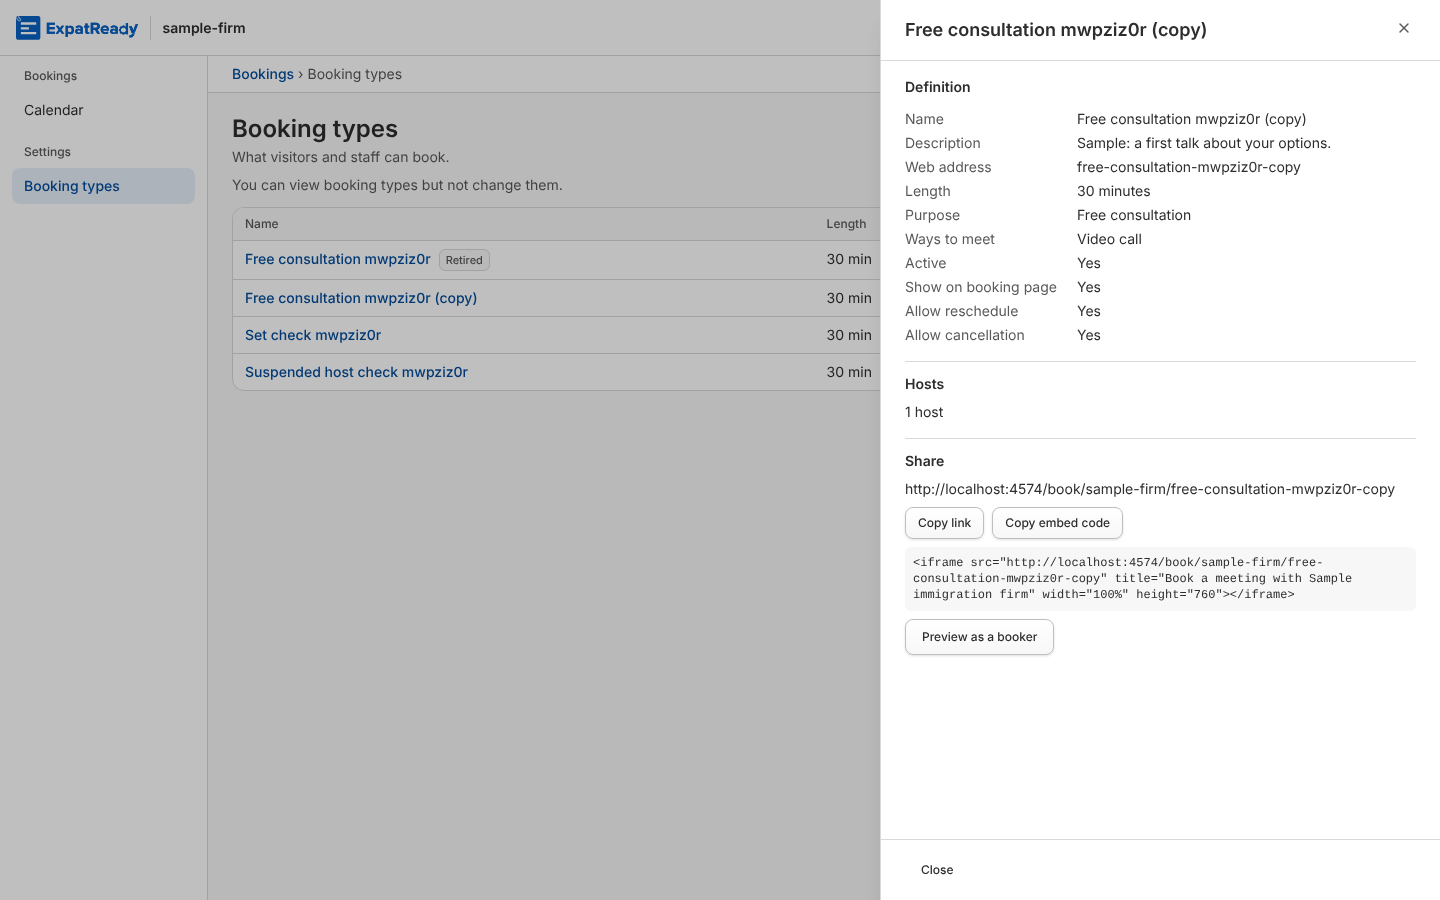 ExpatReady
sample-firm
Bookings
Calendar
Settings
Booking types
Bookings › Booking types
Booking types
What visitors and staff can book.
You can view booking types but not change them.
Name Length
Free consultation mwpziz0r Retired 30 min
Free consultation mwpziz0r (copy) 30 min
Set check mwpziz0r 30 min
Suspended host check mwpziz0r 30 min
Free consultation mwpziz0r (copy)
Definition
Name Free consultation mwpziz0r (copy)
Description Sample: a first talk about your options.
Web address free-consultation-mwpziz0r-copy
Length 30 minutes
Purpose Free consultation
Ways to meet Video call
Active Yes
Show on booking page Yes
Allow reschedule Yes
Allow cancellation Yes
Hosts
1 host
Share
http://localhost:4574/book/sample-firm/free-consultation-mwpziz0r-copy
Copy link Copy embed code
<iframe src="http://localhost:4574/book/sample-firm/free-
consultation-mwpziz0r-copy" title="Book a meeting with Sample
immigration firm" width="100%" height="760"></iframe>
Preview as a booker
Close